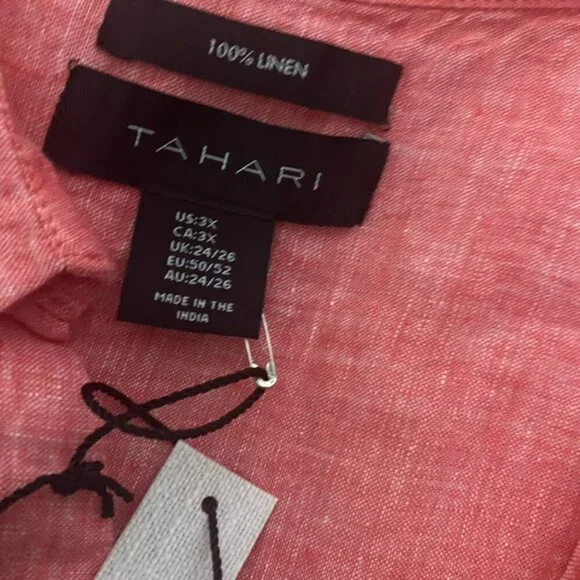 100% LINEN
TAHARI
US:3X
CA:3X
UK:24/26
EU:50/52
AU:24/26
MADE IN THE
INDIA